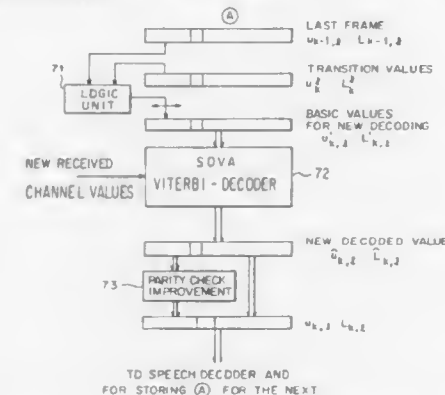 A
LAST FRAME
u k-1,ℓ L k-1,ℓ
71
LOGIC
UNIT
TRANSITION VALUES
BASIC VALUES
FOR NEW DECODING
u' k,ℓ L' k,ℓ
NEW RECEIVED
CHANNEL VALUES
SOVA
VITERBI - DECODER
72
NEW DECODED VALUE
û k,ℓ L̂ k,ℓ
73
PARITY CHECK
IMPROVEMENT
u k,ℓ L k,ℓ
TO SPEECH DECODER AND
FOR STORING A FOR THE NEXT